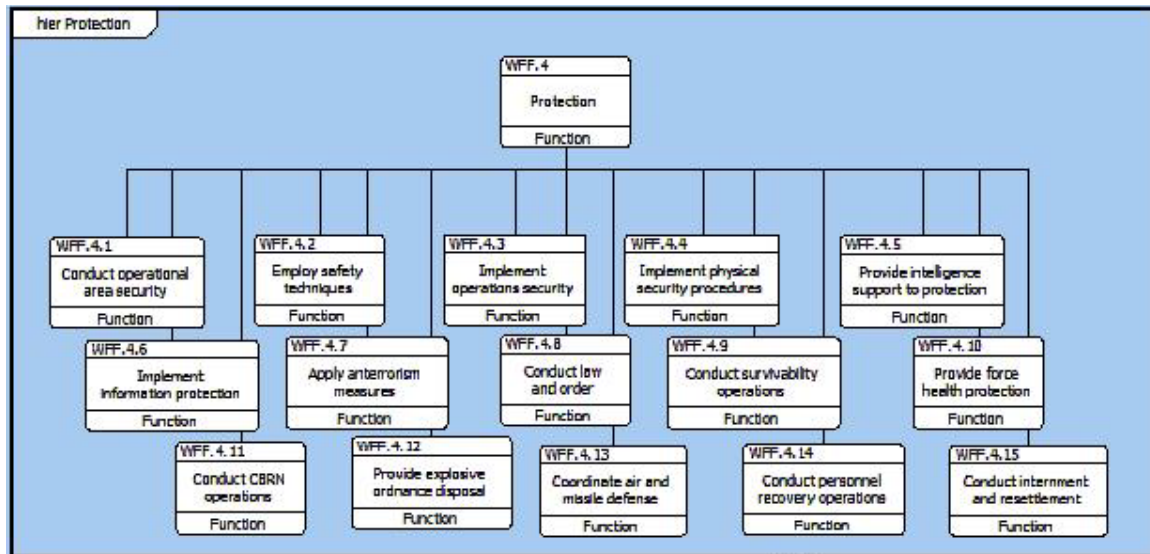 hier Protection
WFF.4
Protection
Function
WFF.4.1
Conduct operational
area security
Function
WFF.4.2
Employ safety
techniques
Function
WFF.4.3
Implement
operations security
Function
WFF.4.4
Implement physical
security procedures
Function
WFF.4.5
Provide intelligence
support to protection
Function
WFF.4.6
Implement
information protection
Function
WFF.4.7
Apply anterrorism
measures
Function
WFF.4.8
Conduct law
and order
Function
WFF.4.9
Conduct survivability
operations
Function
WFF.4.10
Provide force
health protection
Function
WFF.4.11
Conduct CBRN
operations
Function
WFF.4.12
Provide explosive
ordnance disposal
Function
WFF.4.13
Coordinate air and
missile defense
Function
WFF.4.14
Conduct personnel
recovery operations
Function
WFF.4.15
Conduct internment
and resettlement
Function